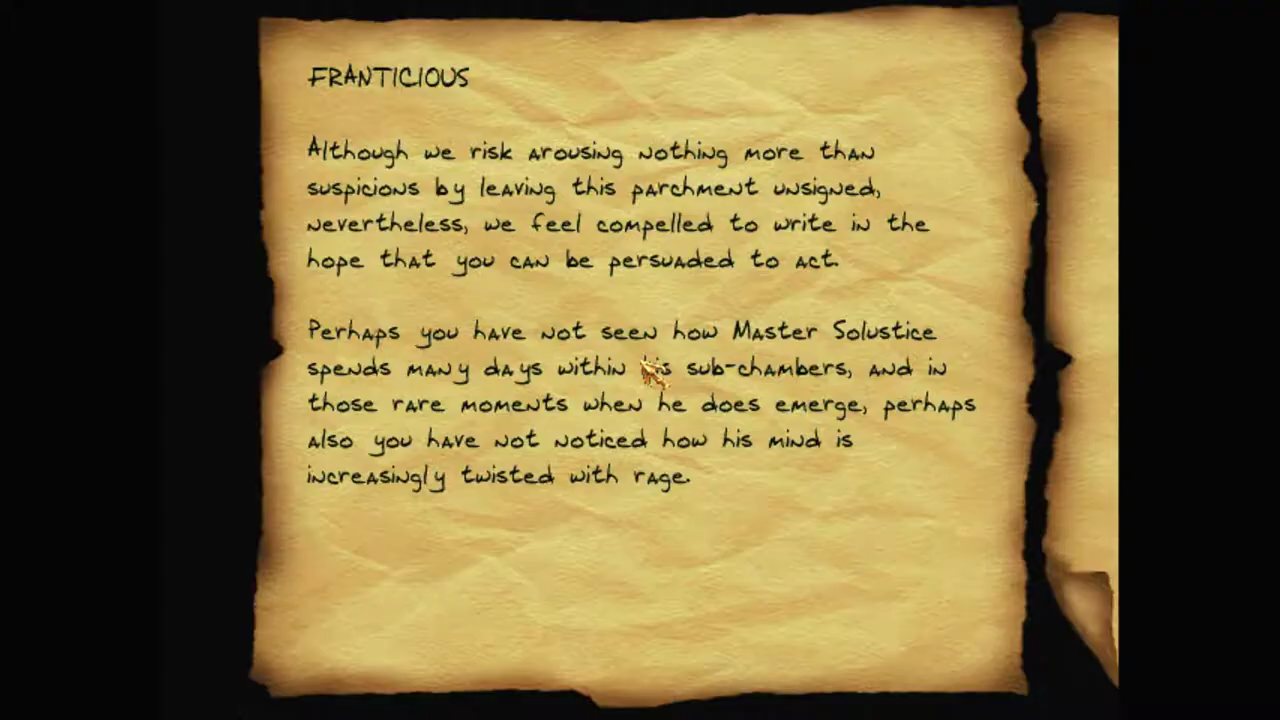 FRANTICIOUS
Although we risk arousing nothing more than
suspicions by leaving this parchment unsigned,
nevertheless, we feel compelled to write in the
hope that you can be persuaded to act.
Perhaps you have not seen how Master Solustice
spends many days within his sub-chambers, and in
those rare moments when he does emerge, perhaps
also you have not noticed how his mind is
increasingly twisted with rage.